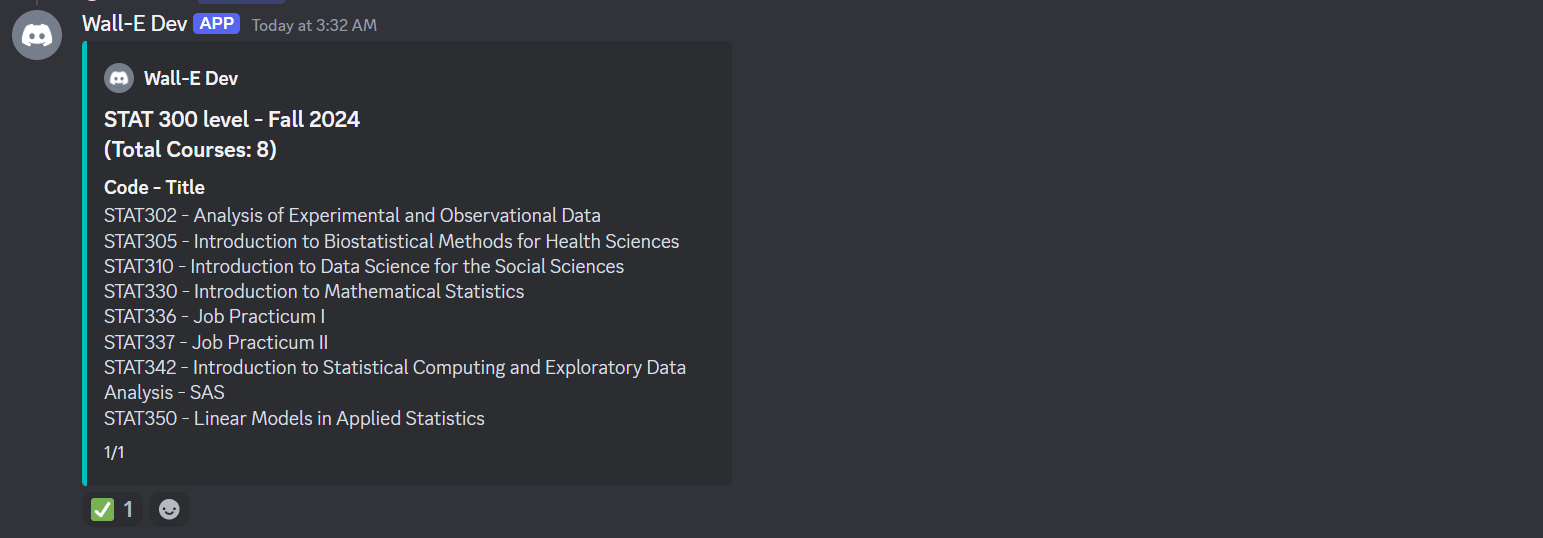 Wall-E Dev APP Today at 3:32 AM
Wall-E Dev
STAT 300 level - Fall 2024
(Total Courses: 8)
Code - Title
STAT302 - Analysis of Experimental and Observational Data
STAT305 - Introduction to Biostatistical Methods for Health Sciences
STAT310 - Introduction to Data Science for the Social Sciences
STAT330 - Introduction to Mathematical Statistics
STAT336 - Job Practicum I
STAT337 - Job Practicum II
STAT342 - Introduction to Statistical Computing and Exploratory Data
Analysis - SAS
STAT350 - Linear Models in Applied Statistics
1/1
1